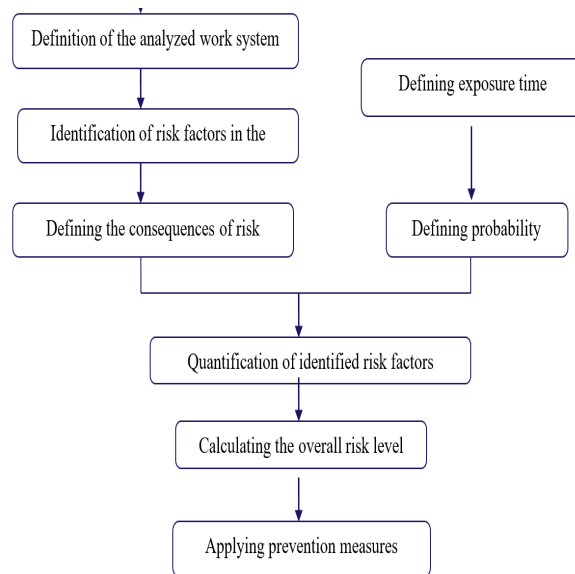 Definition of the analyzed work system
Defining exposure time
Identification of risk factors in the
Defining the consequences of risk
Defining probability
Quantification of identified risk factors
Calculating the overall risk level
Applying prevention measures